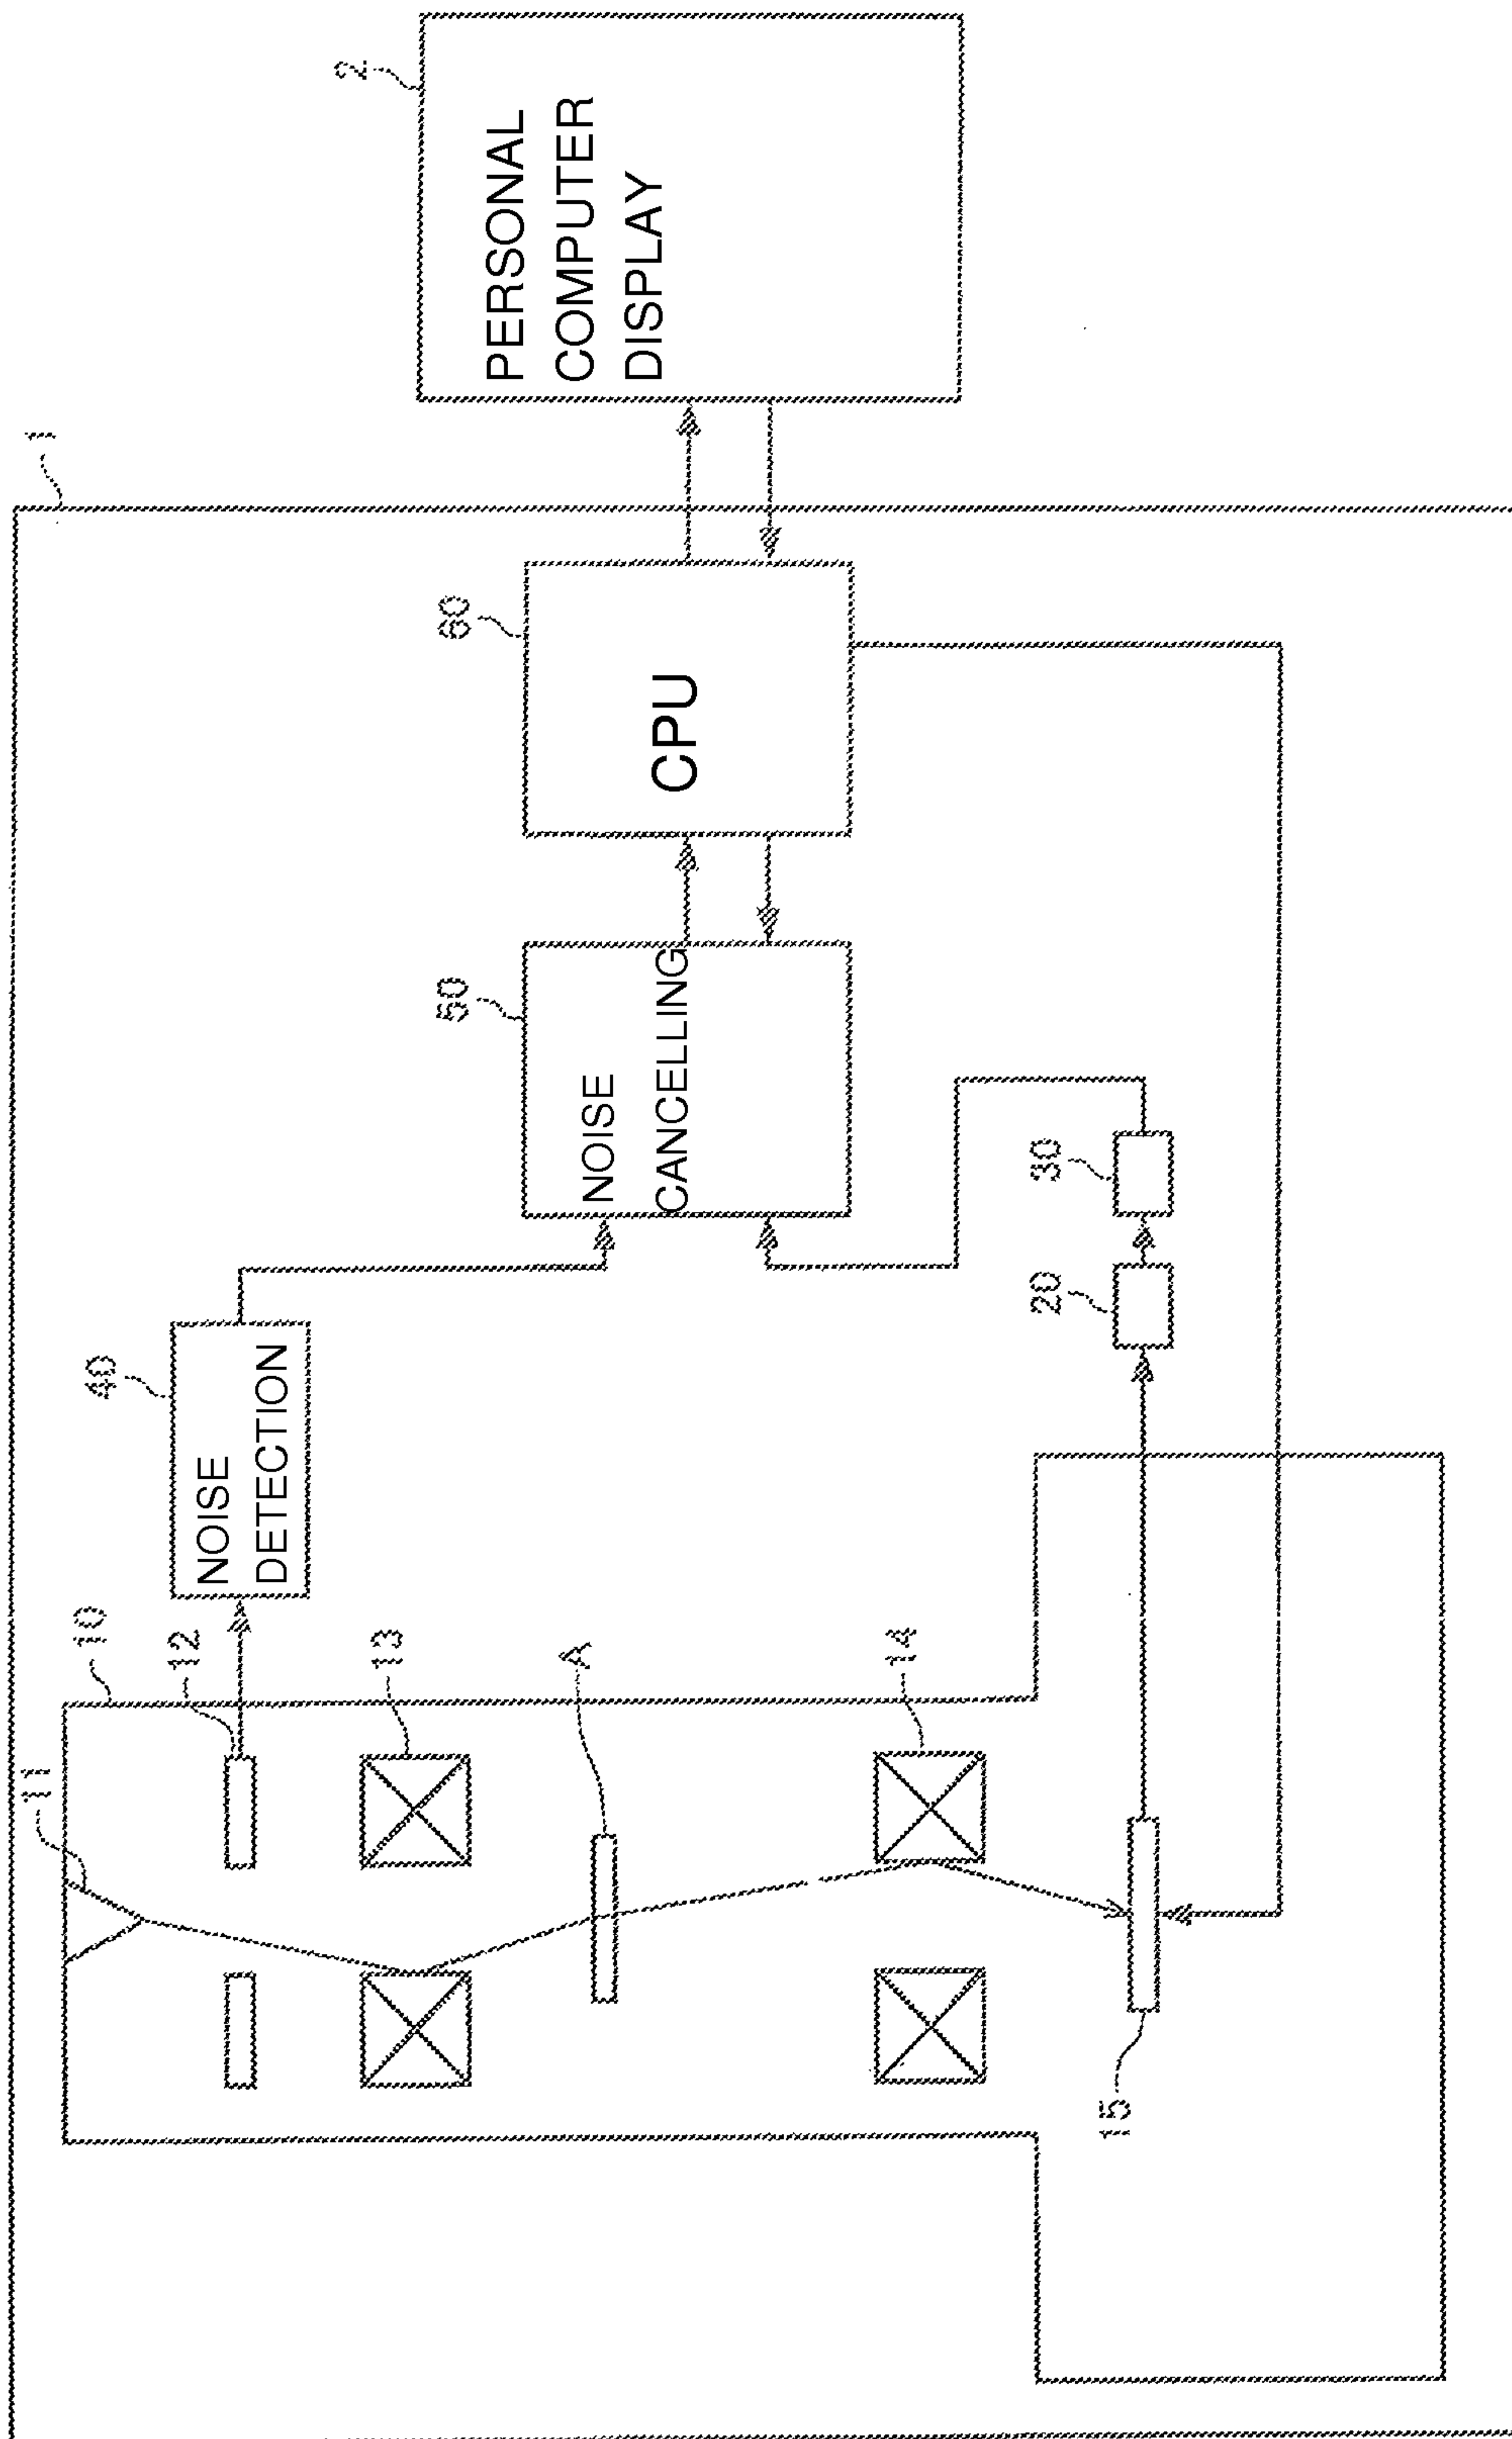 1
2
PERSONAL
COMPUTER
DISPLAY
60
CPU
50
NOISE
CANCELLING
40
NOISE
DETECTION
30
20
10
11
12
13
A
14
15